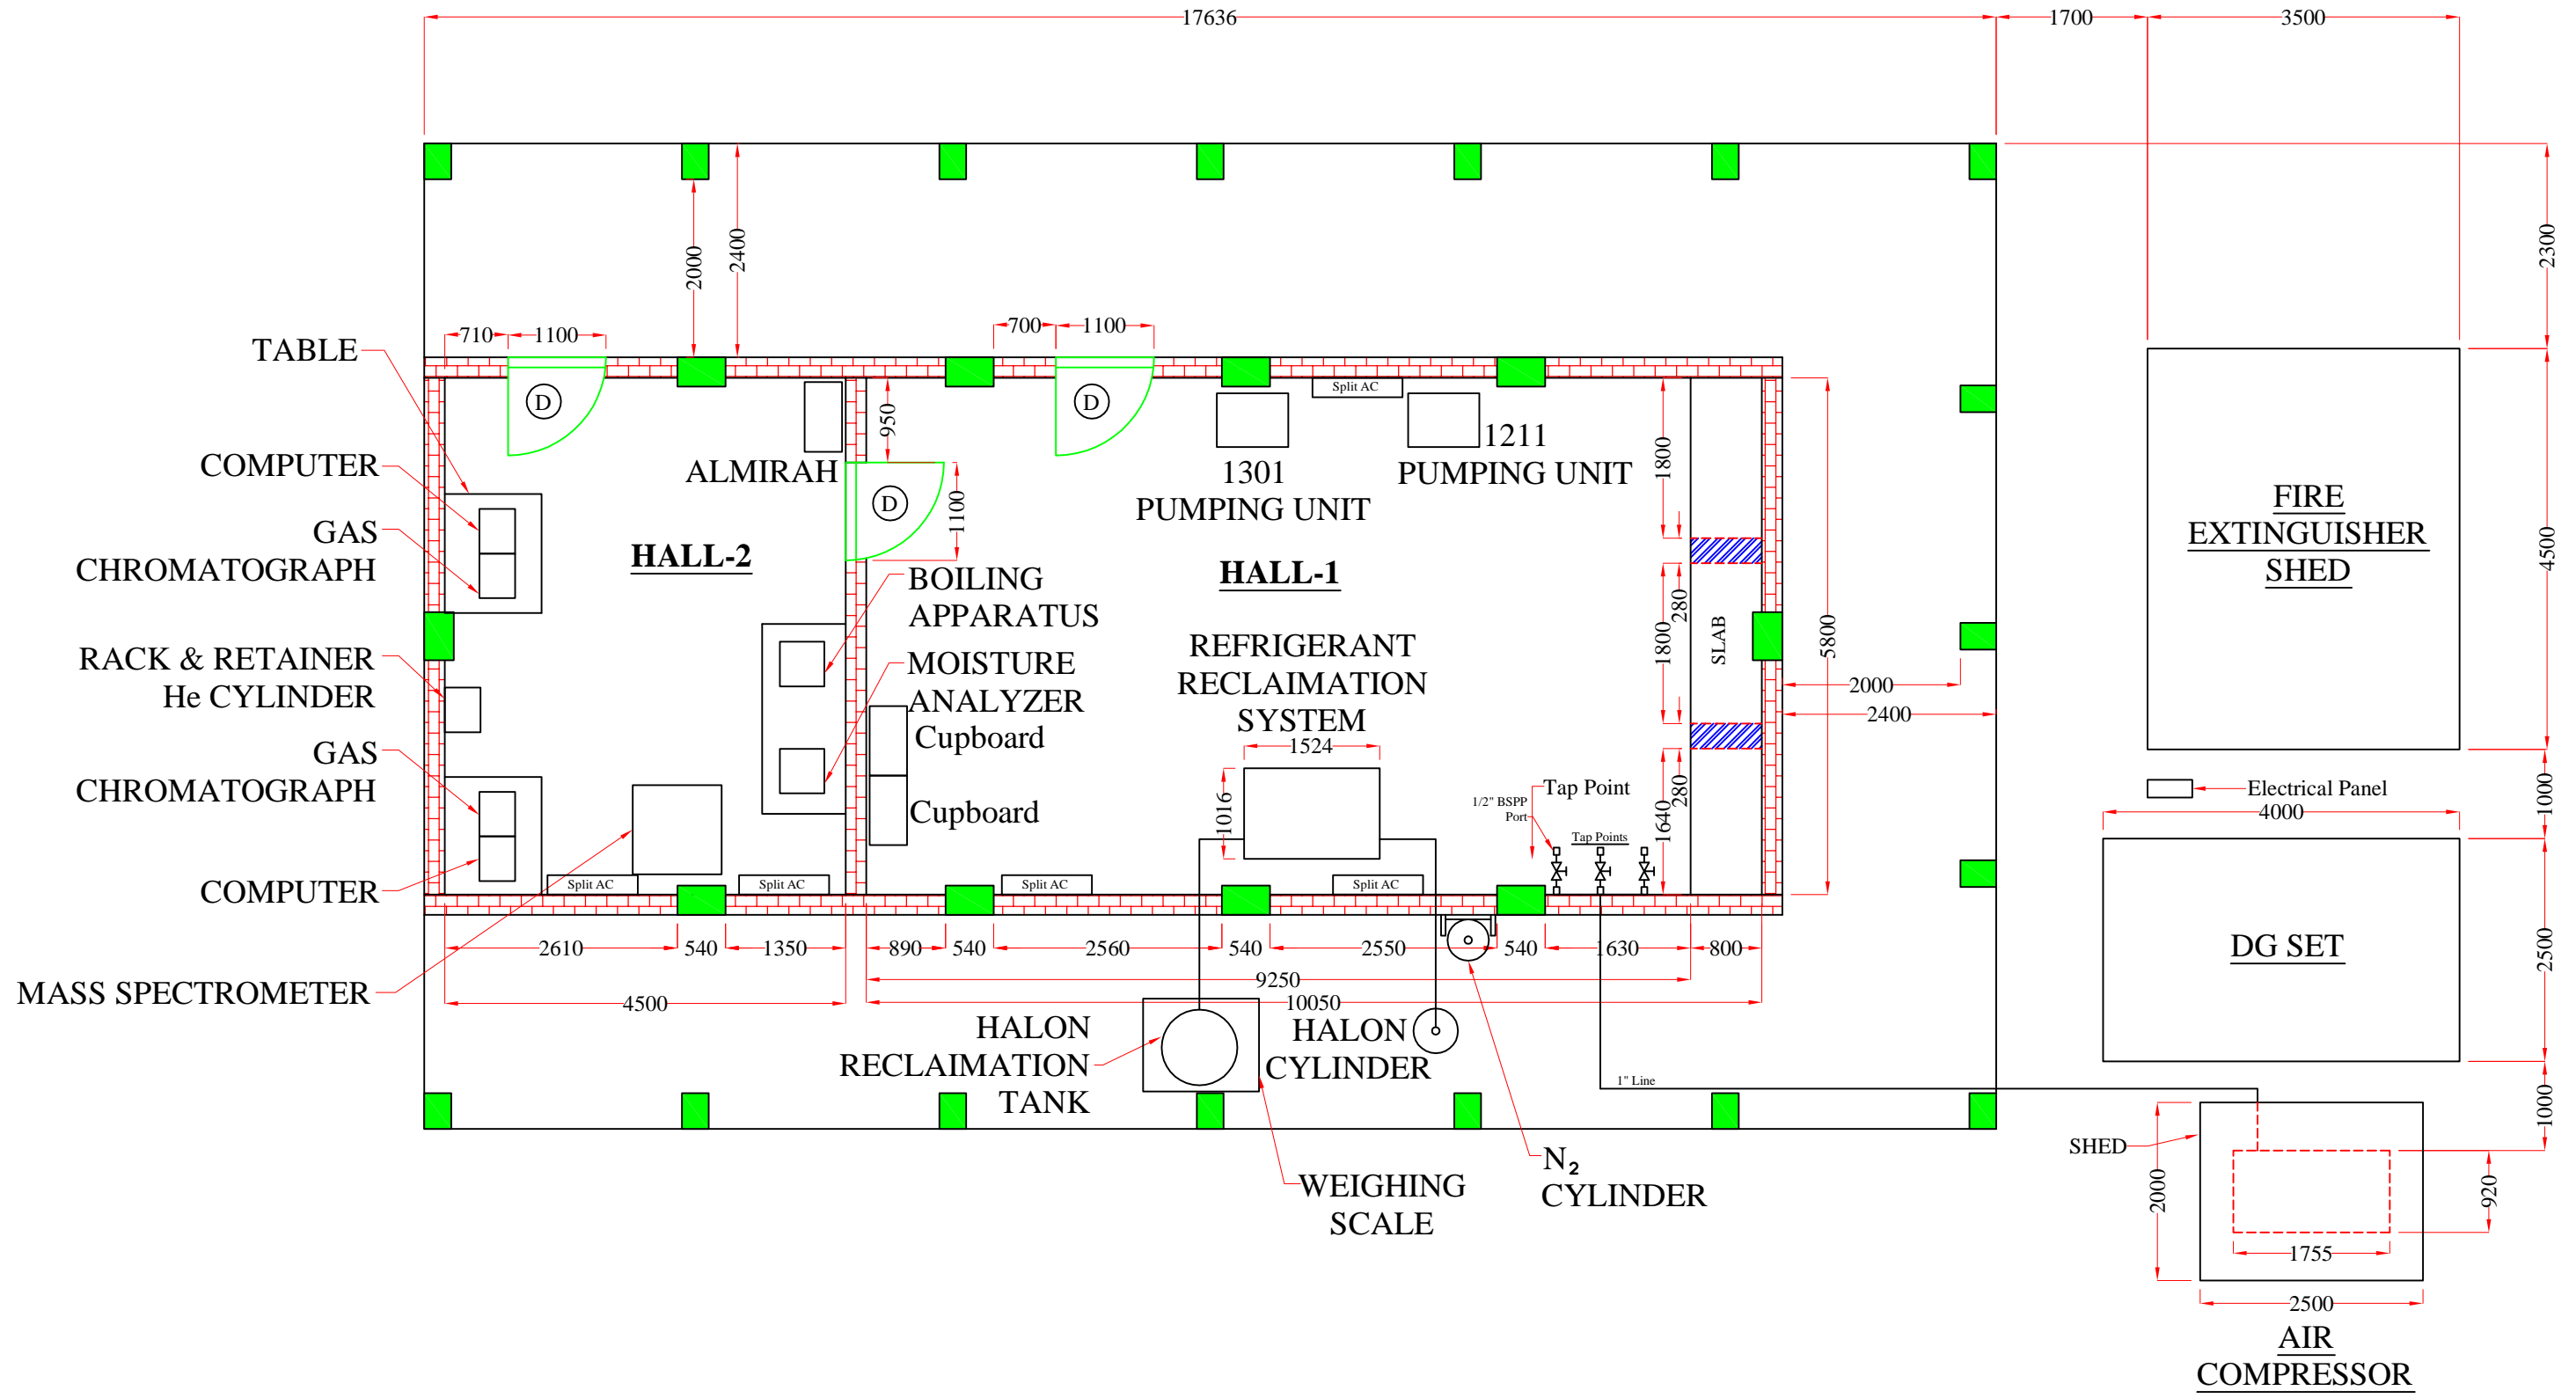 17636
1700
3500
2000
2400
2300
710
1100
700
1100
TABLE
D
D
Split AC
950
COMPUTER
ALMIRAH
D
1100
1301
PUMPING UNIT
1211
PUMPING UNIT
1800
5800
FIRE
EXTINGUISHER
SHED
4500
GAS
CHROMATOGRAPH
HALL-2
HALL-1
BOILING
APPARATUS
280
1800
SLAB
RACK & RETAINER
He CYLINDER
MOISTURE
ANALYZER
REFRIGERANT
RECLAIMATION
SYSTEM
2000
2400
Cupboard
1524
GAS
CHROMATOGRAPH
Cupboard
1016
1/2" BSPP
Port
Tap Point
Tap Points
280
1640
Electrical Panel
4000
1000
COMPUTER
Split AC
Split AC
Split AC
Split AC
2610
540
1350
890
540
2560
540
2550
540
1630
800
DG SET
2500
9250
MASS SPECTROMETER
4500
10050
HALON
RECLAIMATION
TANK
HALON
CYLINDER
1" Line
1000
SHED
N2
CYLINDER
WEIGHING
SCALE
2000
920
1755
2500
AIR
COMPRESSOR